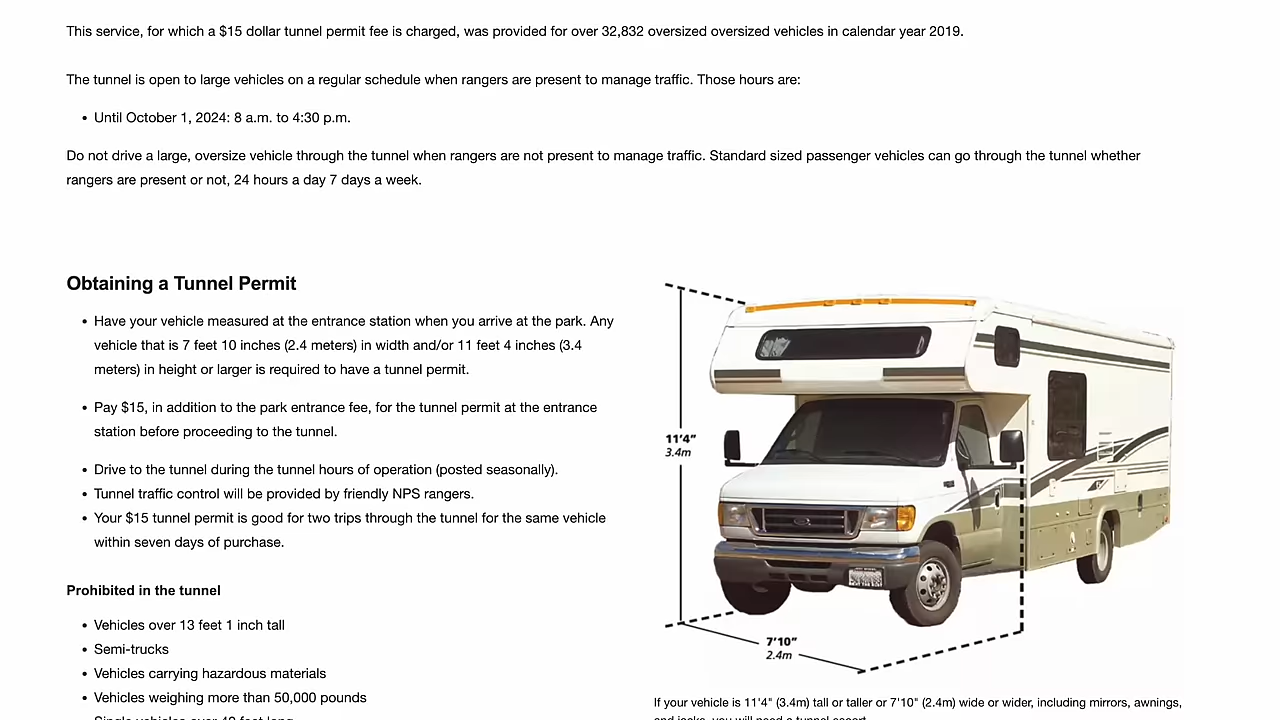 This service, for which a $15 dollar tunnel permit fee is charged, was provided for over 32,832 oversized oversized vehicles in calendar year 2019.
The tunnel is open to large vehicles on a regular schedule when rangers are present to manage traffic. Those hours are:
• Until October 1, 2024: 8 a.m. to 4:30 p.m.
Do not drive a large, oversize vehicle through the tunnel when rangers are not present to manage traffic. Standard sized passenger vehicles can go through the tunnel whether
rangers are present or not, 24 hours a day 7 days a week.
Obtaining a Tunnel Permit
• Have your vehicle measured at the entrance station when you arrive at the park. Any
vehicle that is 7 feet 10 inches (2.4 meters) in width and/or 11 feet 4 inches (3.4
meters) in height or larger is required to have a tunnel permit.
• Pay $15, in addition to the park entrance fee, for the tunnel permit at the entrance
station before proceeding to the tunnel.
• Drive to the tunnel during the tunnel hours of operation (posted seasonally).
• Tunnel traffic control will be provided by friendly NPS rangers.
• Your $15 tunnel permit is good for two trips through the tunnel for the same vehicle
within seven days of purchase.
Prohibited in the tunnel
• Vehicles over 13 feet 1 inch tall
• Semi-trucks
• Vehicles carrying hazardous materials
• Vehicles weighing more than 50,000 pounds
11'4"
3.4m
7'10"
2.4m
If your vehicle is 11'4" (3.4m) tall or taller or 7'10" (2.4m) wide or wider, including mirrors, awnings,